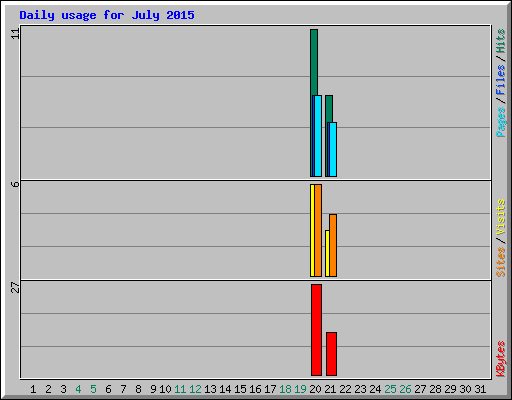 Daily usage for July 2015
11
6
27
Pages/Files/Hits
Sites/Visits
KBytes
1 2 3 4 5 6 7 8 9 10 11 12 13 14 15 16 17 18 19 20 21 22 23 24 25 26 27 28 29 30 31